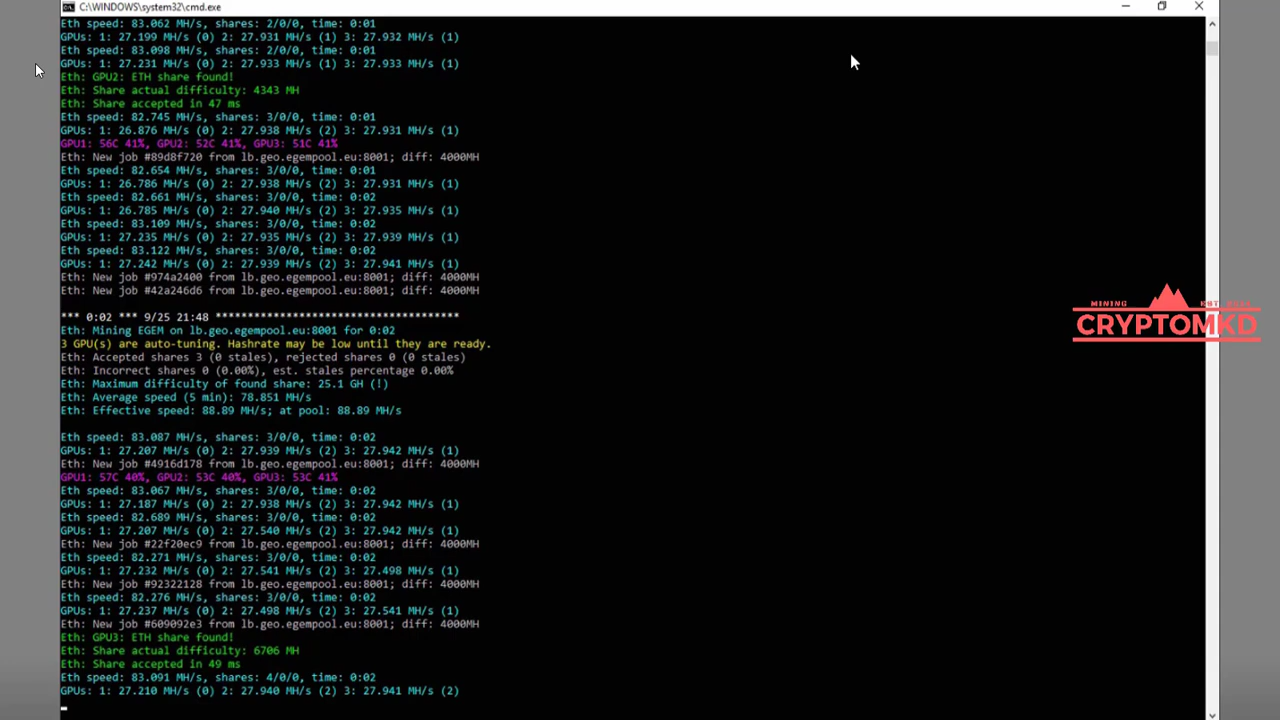 C:\WINDOWS\system32\cmd.exe
Eth speed: 83.062 MH/s, shares: 2/0/0, time: 0:01
GPUs: 1: 27.199 MH/s (0) 2: 27.931 MH/s (1) 3: 27.932 MH/s (1)
Eth speed: 83.098 MH/s, shares: 2/0/0, time: 0:01
GPUs: 1: 27.231 MH/s (0) 2: 27.933 MH/s (1) 3: 27.933 MH/s (1)
Eth: GPU2: ETH share found!
Eth: Share actual difficulty: 4343 MH
Eth: Share accepted in 47 ms
Eth speed: 82.745 MH/s, shares: 3/0/0, time: 0:01
GPUs: 1: 26.876 MH/s (0) 2: 27.938 MH/s (2) 3: 27.931 MH/s (1)
GPU1: 56C 41%, GPU2: 52C 41%, GPU3: 51C 41%
Eth: New job #89d8f720 from lb.geo.egempool.eu:8001; diff: 4000MH
Eth speed: 82.654 MH/s, shares: 3/0/0, time: 0:01
GPUs: 1: 26.786 MH/s (0) 2: 27.938 MH/s (2) 3: 27.931 MH/s (1)
Eth speed: 82.661 MH/s, shares: 3/0/0, time: 0:02
GPUs: 1: 26.785 MH/s (0) 2: 27.940 MH/s (2) 3: 27.935 MH/s (1)
Eth speed: 83.109 MH/s, shares: 3/0/0, time: 0:02
GPUs: 1: 27.235 MH/s (0) 2: 27.935 MH/s (2) 3: 27.939 MH/s (1)
Eth speed: 83.122 MH/s, shares: 3/0/0, time: 0:02
GPUs: 1: 27.242 MH/s (0) 2: 27.939 MH/s (2) 3: 27.941 MH/s (1)
Eth: New job #974a2400 from lb.geo.egempool.eu:8001; diff: 4000MH
Eth: New job #42a246d6 from lb.geo.egempool.eu:8001; diff: 4000MH
*** 0:02 *** 9/25 21:48 **************************************
Eth: Mining EGEM on lb.geo.egempool.eu:8001 for 0:02
3 GPU(s) are auto-tuning. Hashrate may be low until they are ready.
Eth: Accepted shares 3 (0 stales), rejected shares 0 (0 stales)
Eth: Incorrect shares 0 (0.00%), est. stales percentage 0.00%
Eth: Maximum difficulty of found share: 25.1 GH (!)
Eth: Average speed (5 min): 78.851 MH/s
Eth: Effective speed: 88.89 MH/s; at pool: 88.89 MH/s
Eth speed: 83.087 MH/s, shares: 3/0/0, time: 0:02
GPUs: 1: 27.207 MH/s (0) 2: 27.939 MH/s (2) 3: 27.942 MH/s (1)
Eth: New job #4916d178 from lb.geo.egempool.eu:8001; diff: 4000MH
GPU1: 57C 40%, GPU2: 53C 40%, GPU3: 53C 41%
Eth speed: 83.067 MH/s, shares: 3/0/0, time: 0:02
GPUs: 1: 27.187 MH/s (0) 2: 27.938 MH/s (2) 3: 27.942 MH/s (1)
Eth speed: 82.689 MH/s, shares: 3/0/0, time: 0:02
GPUs: 1: 27.207 MH/s (0) 2: 27.540 MH/s (2) 3: 27.942 MH/s (1)
Eth: New job #22f20ec9 from lb.geo.egempool.eu:8001; diff: 4000MH
Eth speed: 82.271 MH/s, shares: 3/0/0, time: 0:02
GPUs: 1: 27.232 MH/s (0) 2: 27.541 MH/s (2) 3: 27.498 MH/s (1)
Eth: New job #92322128 from lb.geo.egempool.eu:8001; diff: 4000MH
Eth speed: 82.276 MH/s, shares: 3/0/0, time: 0:02
GPUs: 1: 27.237 MH/s (0) 2: 27.498 MH/s (2) 3: 27.541 MH/s (1)
Eth: New job #609092e3 from lb.geo.egempool.eu:8001; diff: 4000MH
Eth: GPU3: ETH share found!
Eth: Share actual difficulty: 6706 MH
Eth: Share accepted in 49 ms
Eth speed: 83.091 MH/s, shares: 4/0/0, time: 0:02
GPUs: 1: 27.210 MH/s (0) 2: 27.940 MH/s (2) 3: 27.941 MH/s (2)
MINING EST
CRYPTOMKD